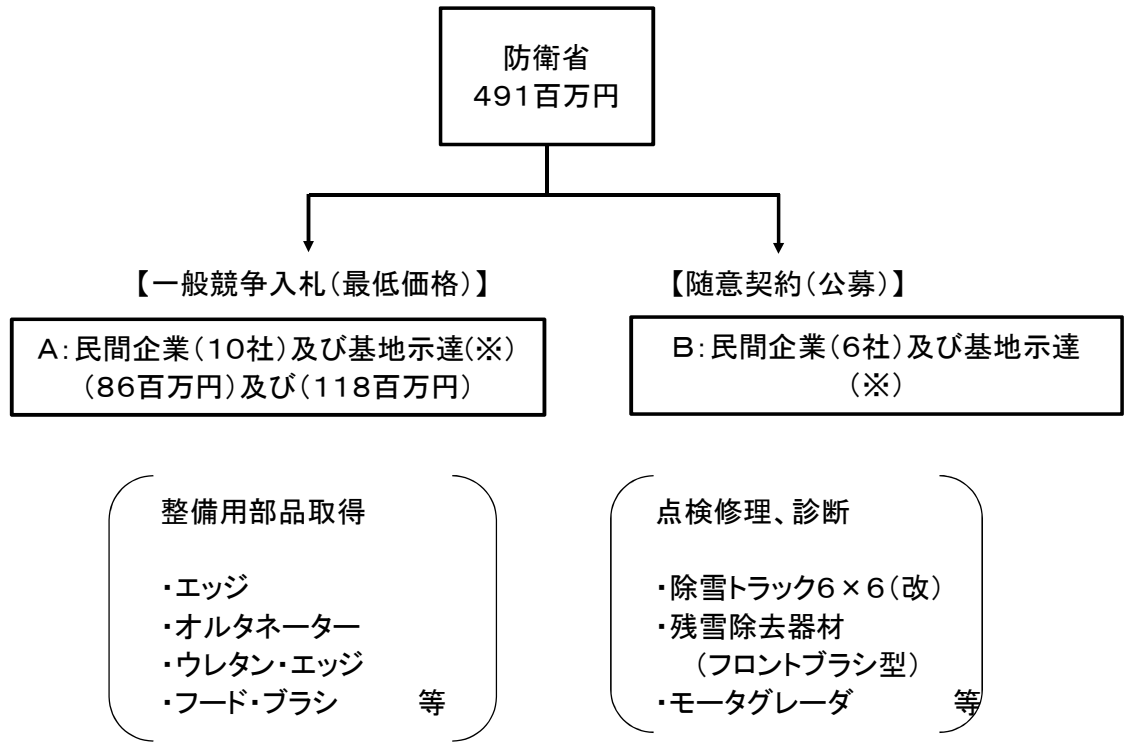 防衛省
491百万円
【一般競争入札(最低価格)】
【随意契約(公募)】
A:民間企業(10社)及び基地示達(※)
(86百万円)及び(118百万円)
B:民間企業(6社)及び基地示達
(※)
整備用部品取得
・エッジ
・オルタネーター
・ウレタン・エッジ
・フード・ブラシ 等
点検修理、診断
・除雪トラック6×6(改)
・残雪除去器材
(フロントブラシ型)
・モータグレーダ 等